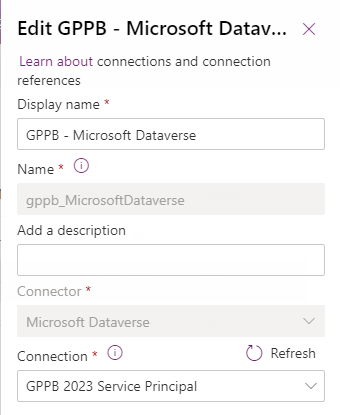 Edit GPPB - Microsoft Datav...
Learn about connections and connection
references
Display name *
GPPB - Microsoft Dataverse
Name *
gppb_MicrosoftDataverse
Add a description
Connector *
Microsoft Dataverse
Connection * Refresh
GPPB 2023 Service Principal